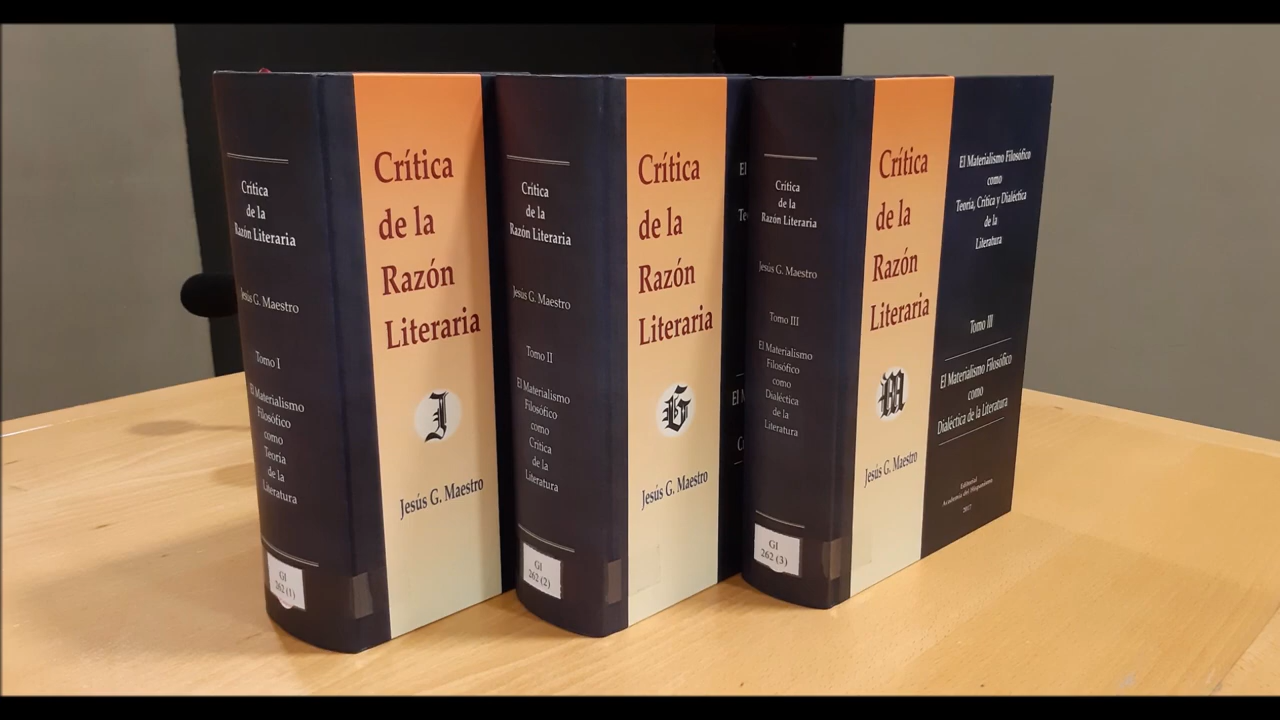 Crítica
de la
Razón Literaria
Jesús G. Maestro
Tomo I
El Materialismo
Filosófico
como
Teoría
de la
Literatura
GI
262 (1)
Crítica
de la
Razón
Literaria
J
Jesús G. Maestro
Crítica
de la
Razón Literaria
Jesús G. Maestro
Tomo II
El Materialismo
Filosófico
como
Crítica
de la
Literatura
GI
262 (2)
Crítica
de la
Razón
Literaria
G
Jesús G. Maestro
Crítica
de la
Razón Literaria
Jesús G. Maestro
Tomo III
El Materialismo
Filosófico
como
Dialéctica
de la
Literatura
GI
262 (3)
Crítica
de la
Razón
Literaria
M
Jesús G. Maestro
El Materialismo Filosófico
como
Teoría, Crítica y Dialéctica
de la
Literatura
Tomo III
El Materialismo Filosófico
como
Dialéctica de la Literatura
Editorial
Academia del Hispanismo
2017